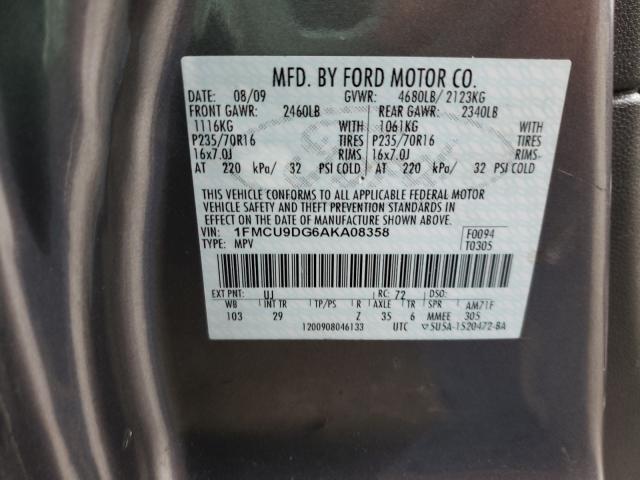 MFD. BY FORD MOTOR CO.
DATE: 08/09 GVWR: 4680LB/ 2123KG
FRONT GAWR: 2460LB REAR GAWR: 2340LB
1116KG WITH 1061KG WITH
P235/70R16 TIRES P235/70R16 TIRES
16x7.0J RIMS 16x7.0J RIMS
AT 220 kPa/ 32 PSI COLD AT 220 kPa/ 32 PSI COLD
THIS VEHICLE CONFORMS TO ALL APPLICABLE FEDERAL MOTOR
VEHICLE SAFETY AND THEFT PREVENTION STANDARDS IN
EFFECT ON THE DATE OF MANUFACTURE SHOWN ABOVE.
VIN: 1FMCU9DG6AKA08358 F0094
TYPE: MPV T0305
EXT PNT: UJ RC: 72 DSO:
WB INT TR TP/PS R AXLE TR SPR AM71F
103 29 Z 35 6 MMEE 305
1200908046133 UTC ▽5U5A-1520472-BA